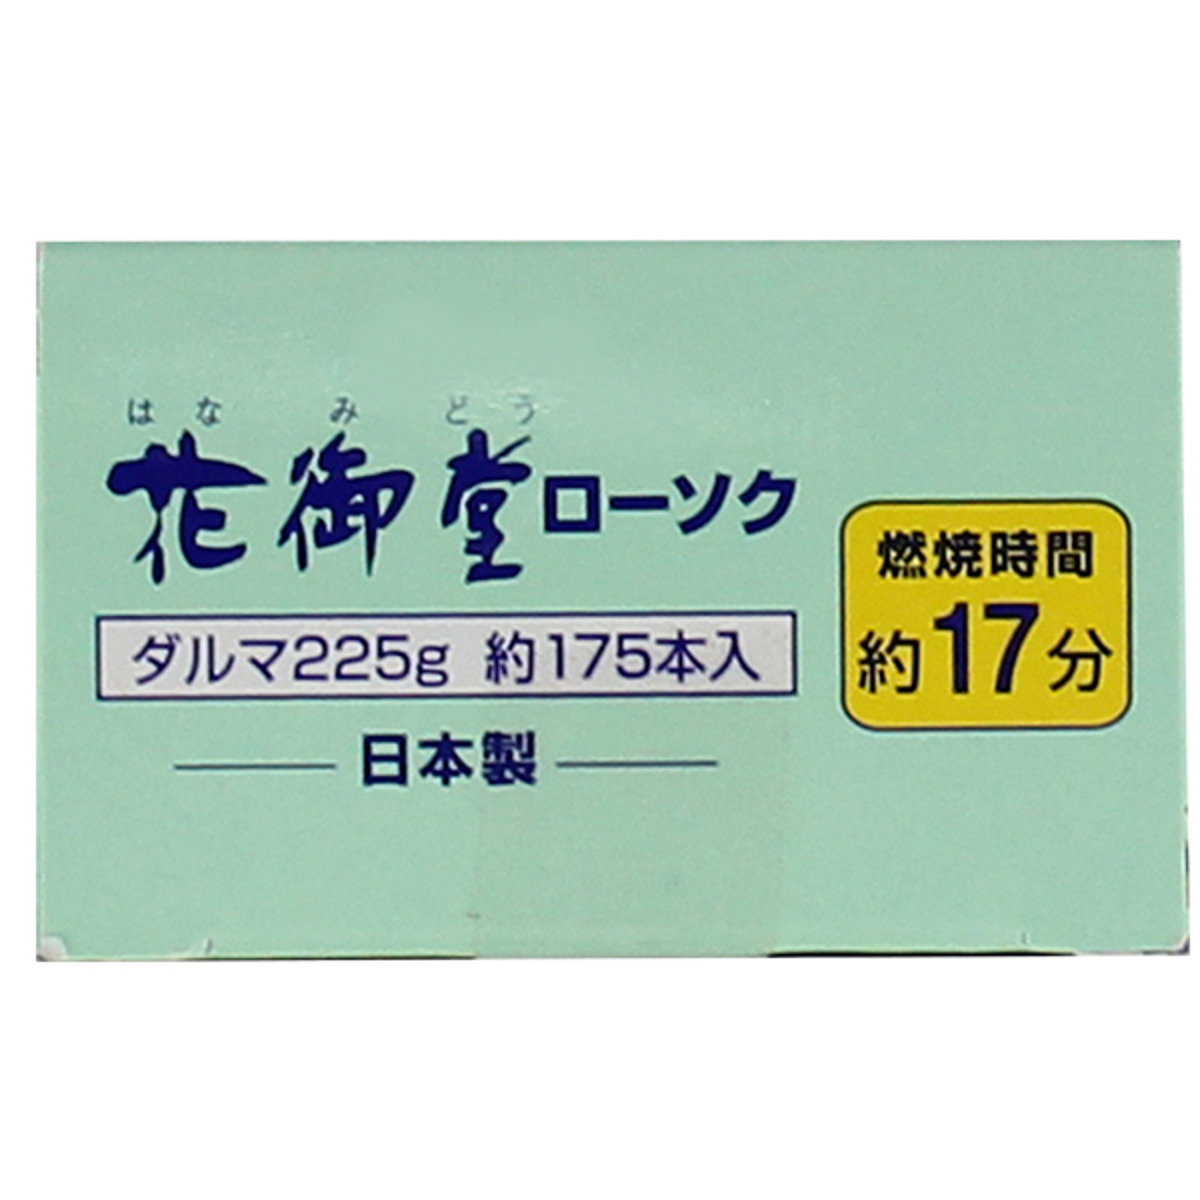 はなみどう
花御堂ローソク
ダルマ225g 約175本入
日本製
燃焼時間
約17分